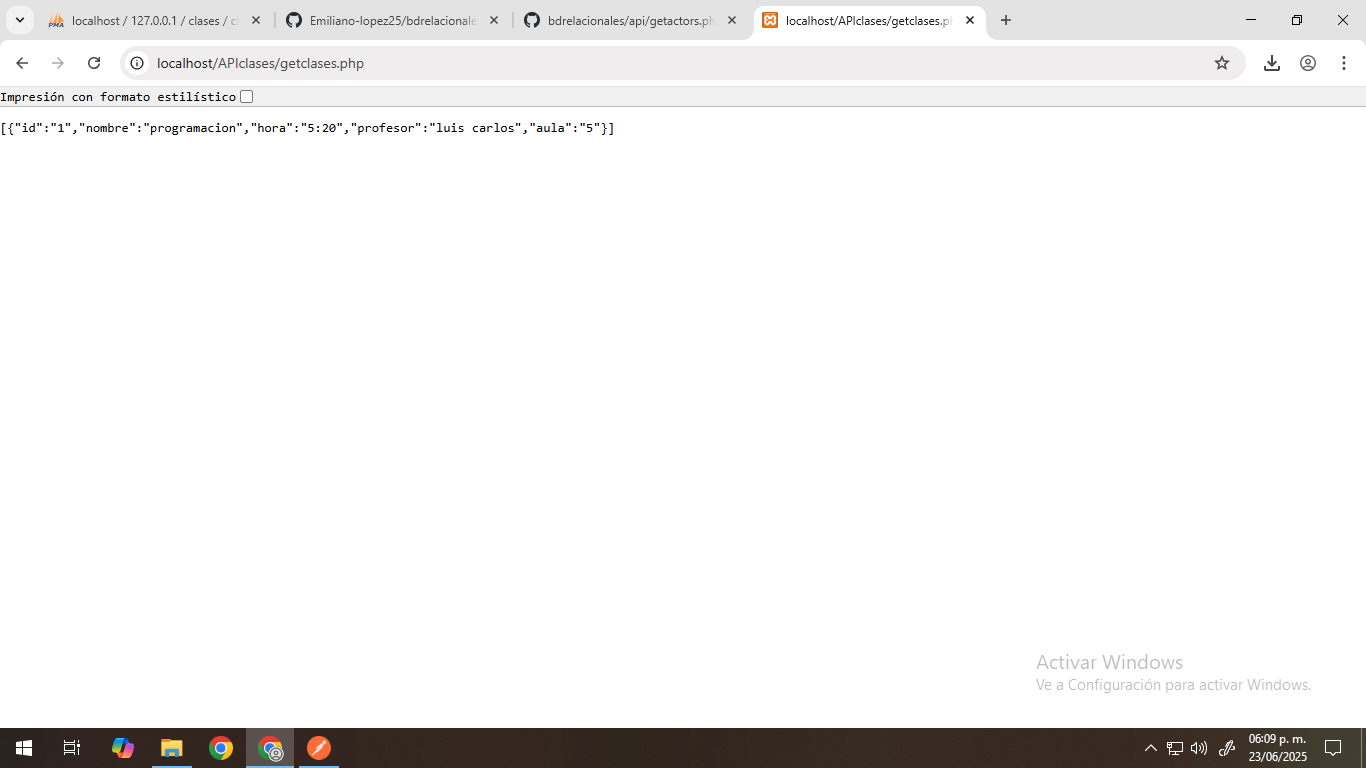 localhost / 127.0.0.1 / clases / cl
Emiliano-lopez25/bdrelacionale
bdrelacionales/api/getactors.ph
localhost/APIclases/getclases.p
localhost/APIclases/getclases.php
Impresión con formato estilístico
[{"id":"1","nombre":"programacion","hora":"5:20","profesor":"luis carlos","aula":"5"}]
Activar Windows
Ve a Configuración para activar Windows.
06:09 p. m.
23/06/2025